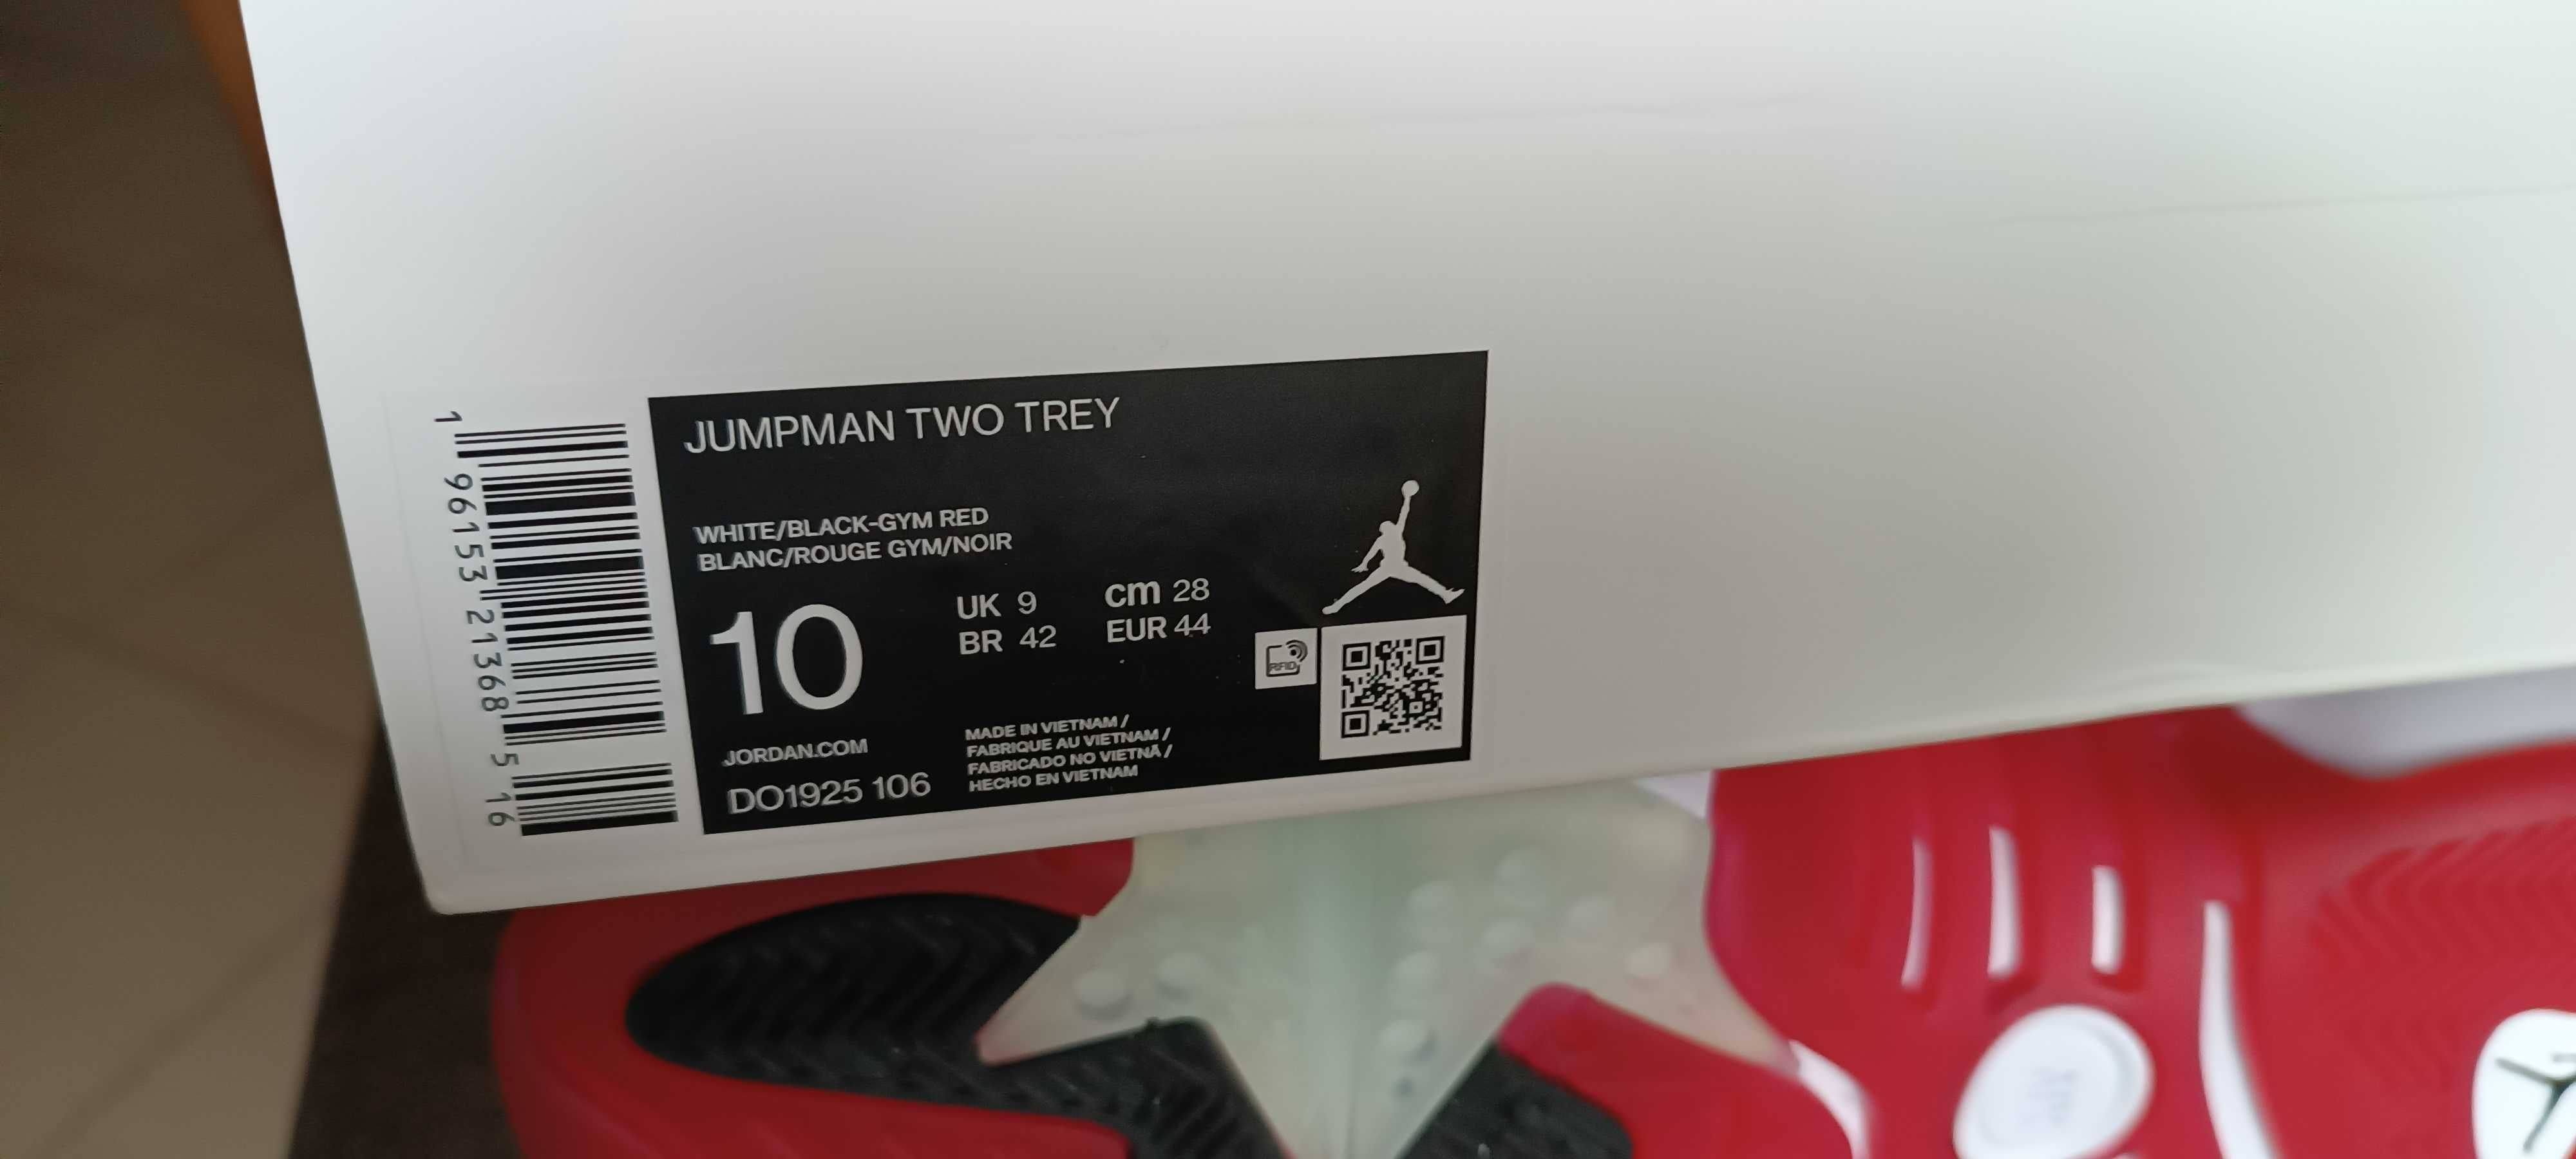 JUMPMAN TWO TREY
WHITE/BLACK-GYM RED
BLANC/ROUGE GYM/NOIR
10
UK 9
BR 42
cm 28
EUR 44
RFID
JORDAN.COM
DO1925 106
MADE IN VIETNAM /
FABRIQUE AU VIETNAM /
FABRICADO NO VIETNÃ /
HECHO EN VIETNAM
1 96153 21368 5 16